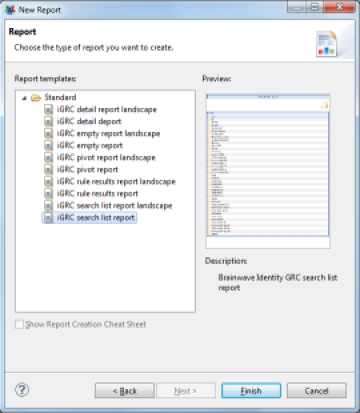 New Report
Report
Choose the type of report you want to create.
Report templates:
Standard
iGRC detail report landscape
iGRC detail deport
iGRC empty report landscape
iGRC empty report
iGRC pivot report landscape
iGRC pivot report
iGRC rule results report landscape
iGRC rule results report
iGRC search list report landscape
iGRC search list report
Preview:
Description:
Brainwave Identity GRC search list
report
Show Report Creation Cheat Sheet
< Back
Next >
Finish
Cancel